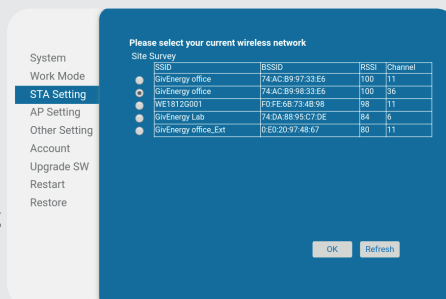 Please select your current wireless network
Site Survey
SSID BSSID RSSI Channel
GivEnergy office 74:AC:B9:97:33:E6 100 11
GivEnergy office 74:AC:B9:98:33:E6 100 36
WE1812G001 F0:FE:6B:73:4B:98 98 11
GivEnergy Lab 74:DA:88:95:C7:DE 84 6
GivEnergy office_Ext 0:E0:20:97:48:67 80 11
System
Work Mode
STA Setting
AP Setting
Other Setting
Account
Upgrade SW
Restart
Restore
OK Refresh